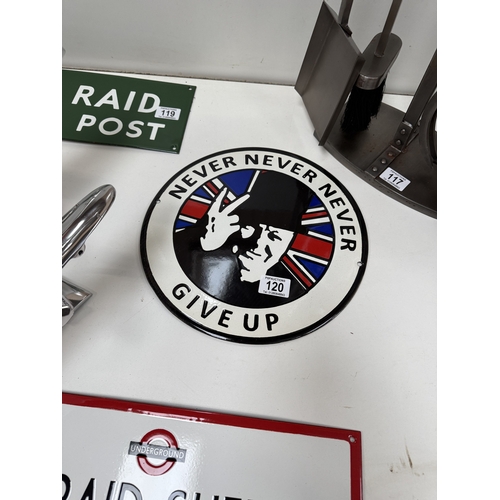 RAID
POST
119
117
NEVER NEVER NEVER
GIVE UP
120
UNDERGROUND